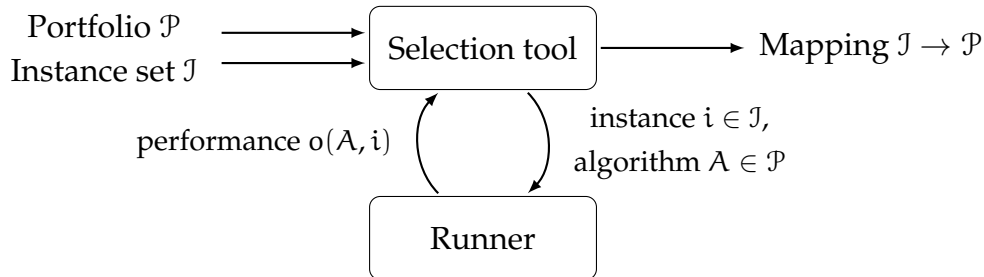 Portfolio 𝒫
Instance set ℐ
Selection tool
Mapping ℐ → 𝒫
performance o(A, i)
instance i ∈ ℐ,
algorithm A ∈ 𝒫
Runner